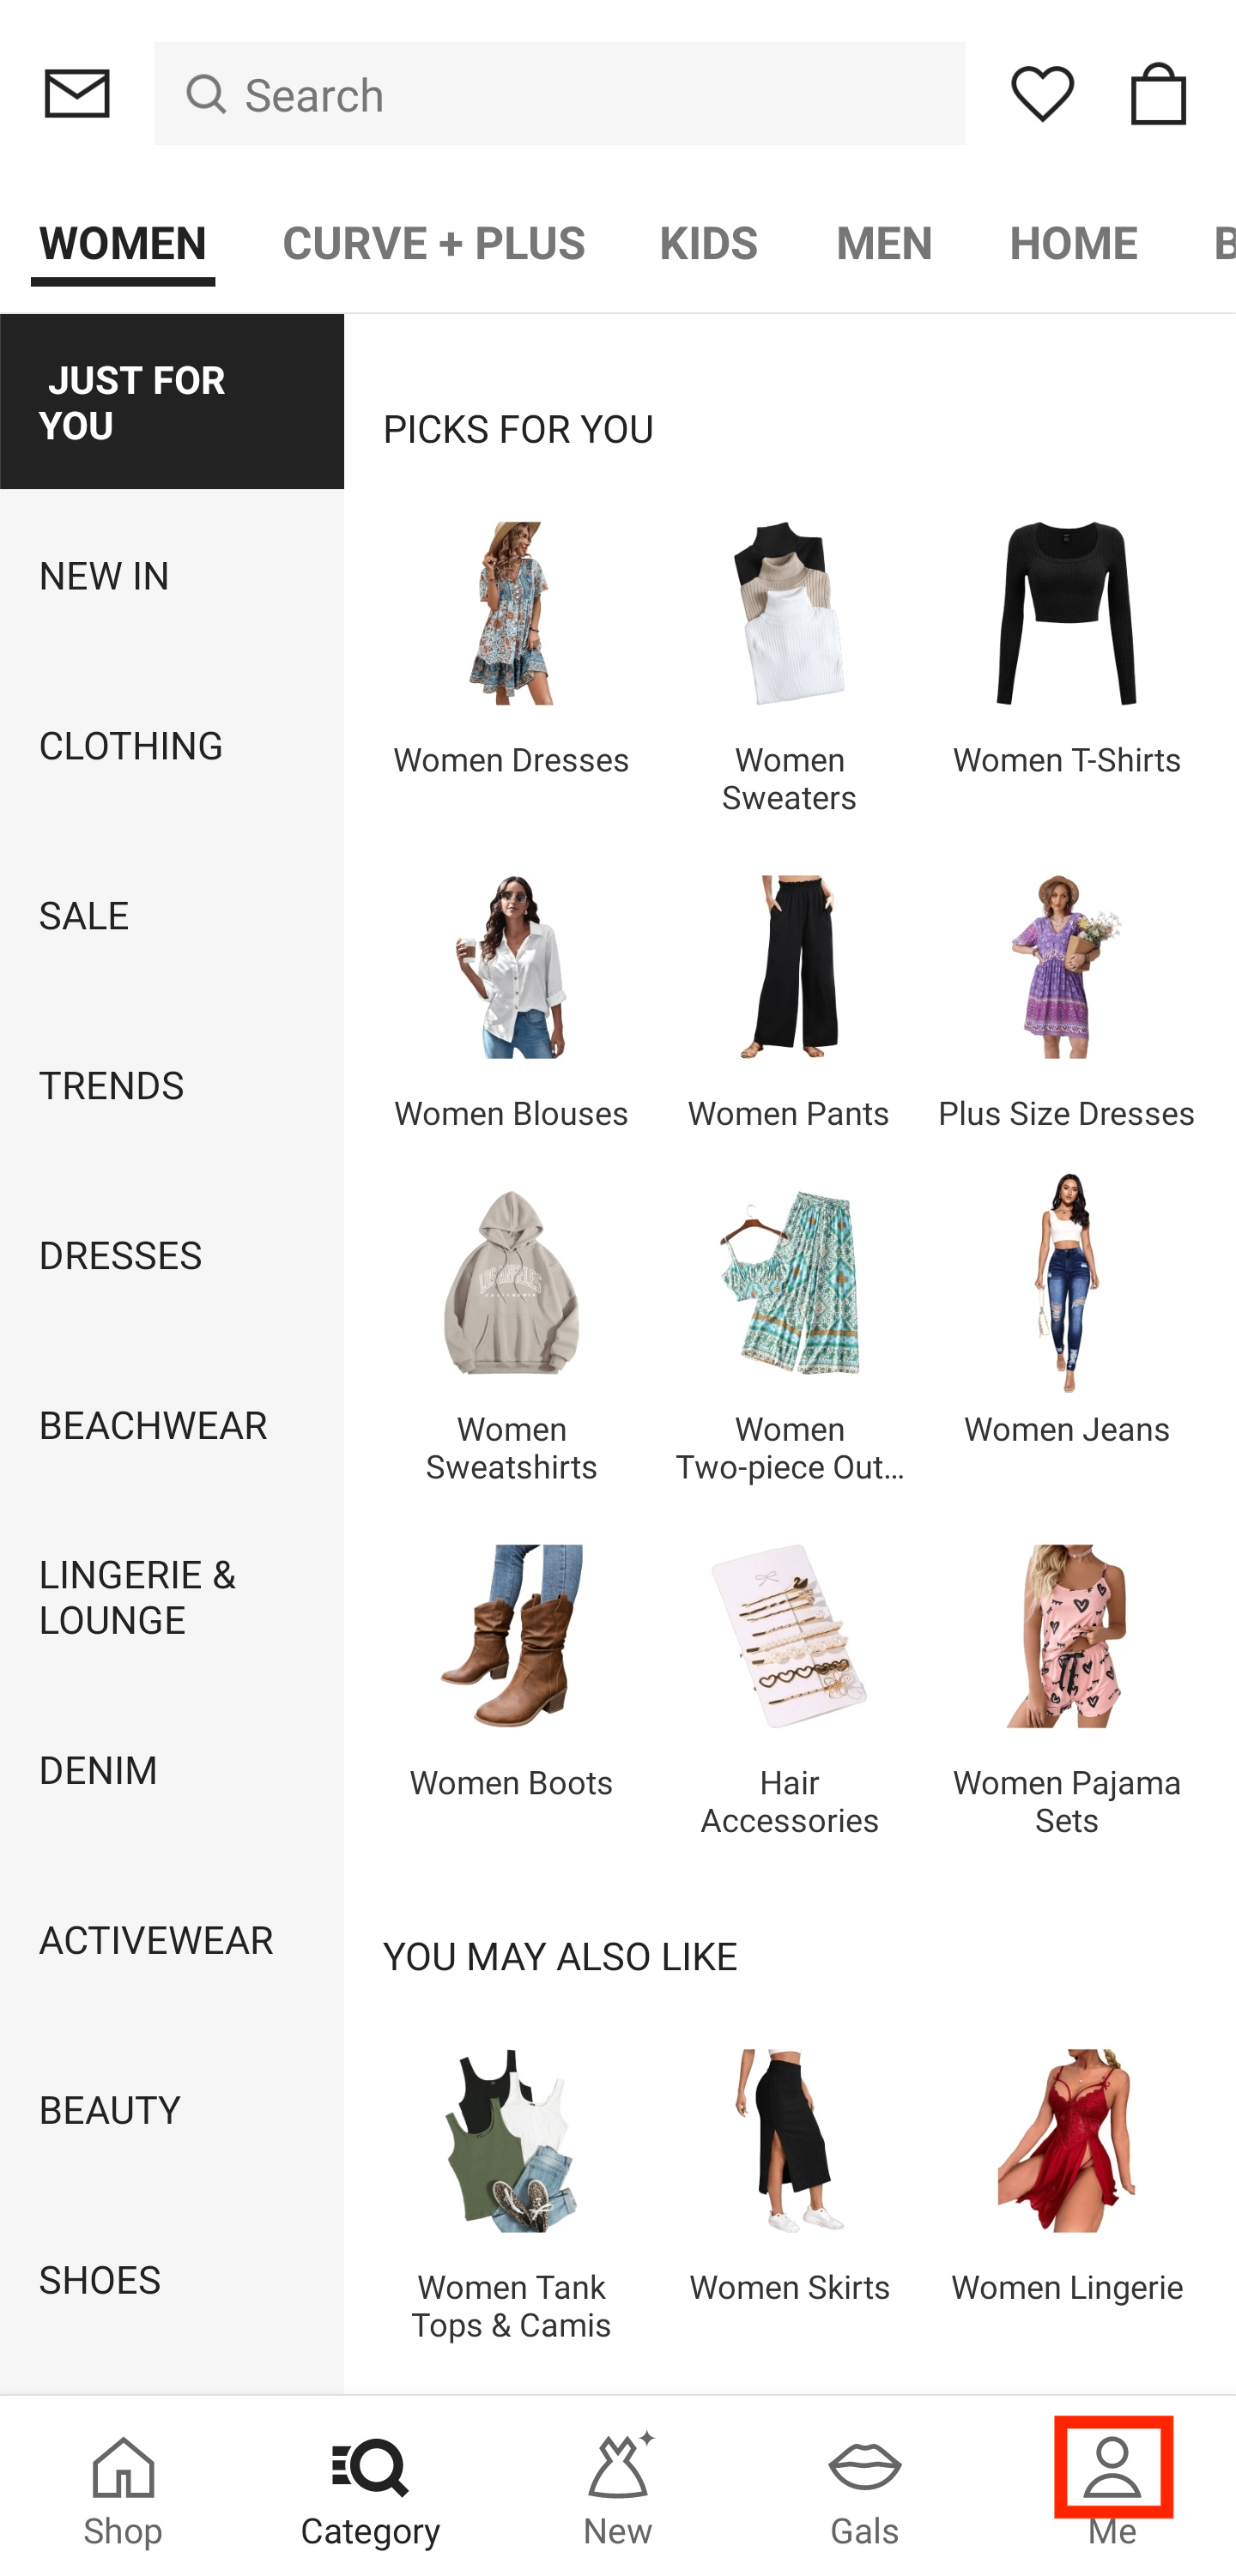 Search
WOMEN CURVE + PLUS KIDS MEN HOME
JUST FOR
YOU
NEW IN
CLOTHING
SALE
TRENDS
DRESSES
BEACHWEAR
LINGERIE &
LOUNGE
DENIM
ACTIVEWEAR
BEAUTY
SHOES
PICKS FOR YOU
Women Dresses
Women
Sweaters
Women T-Shirts
Women Blouses
Women Pants
Plus Size Dresses
LOS ANGELES
CALIFORNIA
Women
Sweatshirts
Women
Two-piece Out...
Women Jeans
Women Boots
Hair
Accessories
Women Pajama
Sets
YOU MAY ALSO LIKE
Women Tank
Tops & Camis
Women Skirts
Women Lingerie
Shop Category New Gals Me